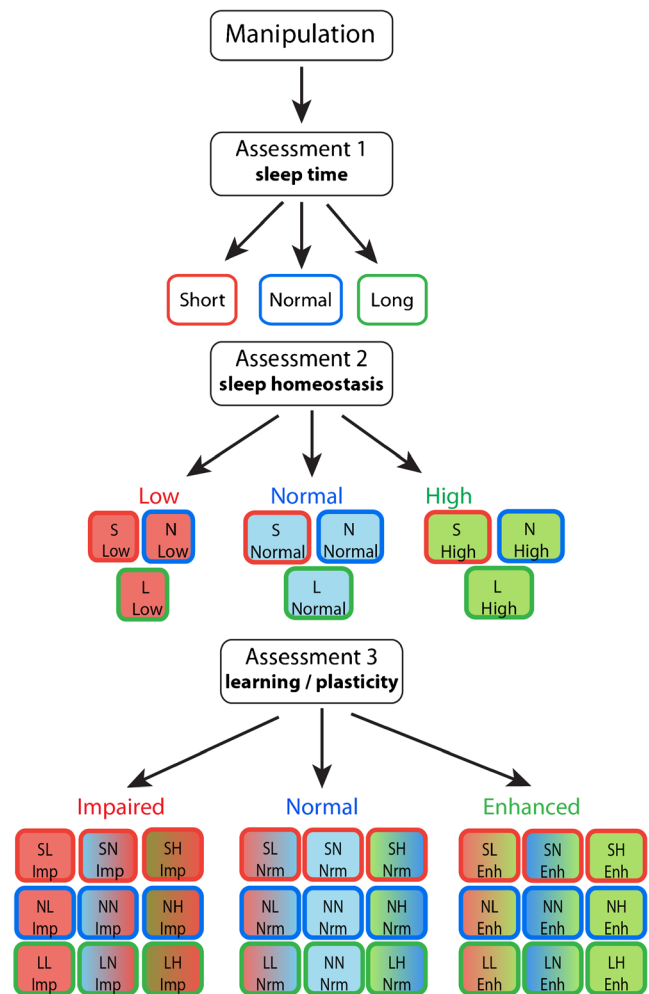 Manipulation
Assessment 1
sleep time
Short Normal Long
Assessment 2
sleep homeostasis
Low Normal High
S N S N S N
Low Low Normal Normal High High
L L L
Low Normal High
Assessment 3
learning / plasticity
Impaired Normal Enhanced
SL SN SH SL SN SH SL SN SH
Imp Imp Imp Nrm Nrm Nrm Enh Enh Enh
NL NN NH NL NN NH NL NN NH
Imp Imp Imp Nrm Nrm Nrm Enh Enh Enh
LL LN LH LL NN LH LL LN LH
Imp Imp Imp Nrm Nrm Nrm Enh Enh Enh